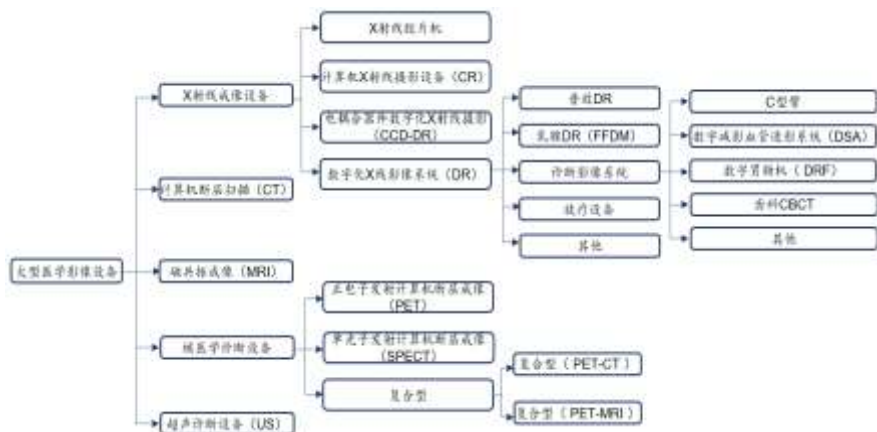 X射线胶片机
计算机X射线摄影设备（CR）
X射线成像设备
普放DR
C型臂
电耦合器件数字化X射线摄影
(CCD-DR)
乳腺DR（FFDM）
数字减影血管造影系统（DSA）
数字化X线影像系统（DR）
诊断影像系统
数字胃肠机（DRF）
计算机断层扫描（CT）
放疗设备
齿科CBCT
其他
其他
大型医学影像设备
磁共振成像（MRI）
正电子发射计算机断层成像
(PET)
核医学诊断设备
单光子发射计算机断层成像
(SPECT)
复合型（PET-CT）
复合型
复合型（PET-MRI）
超声诊断设备（US）